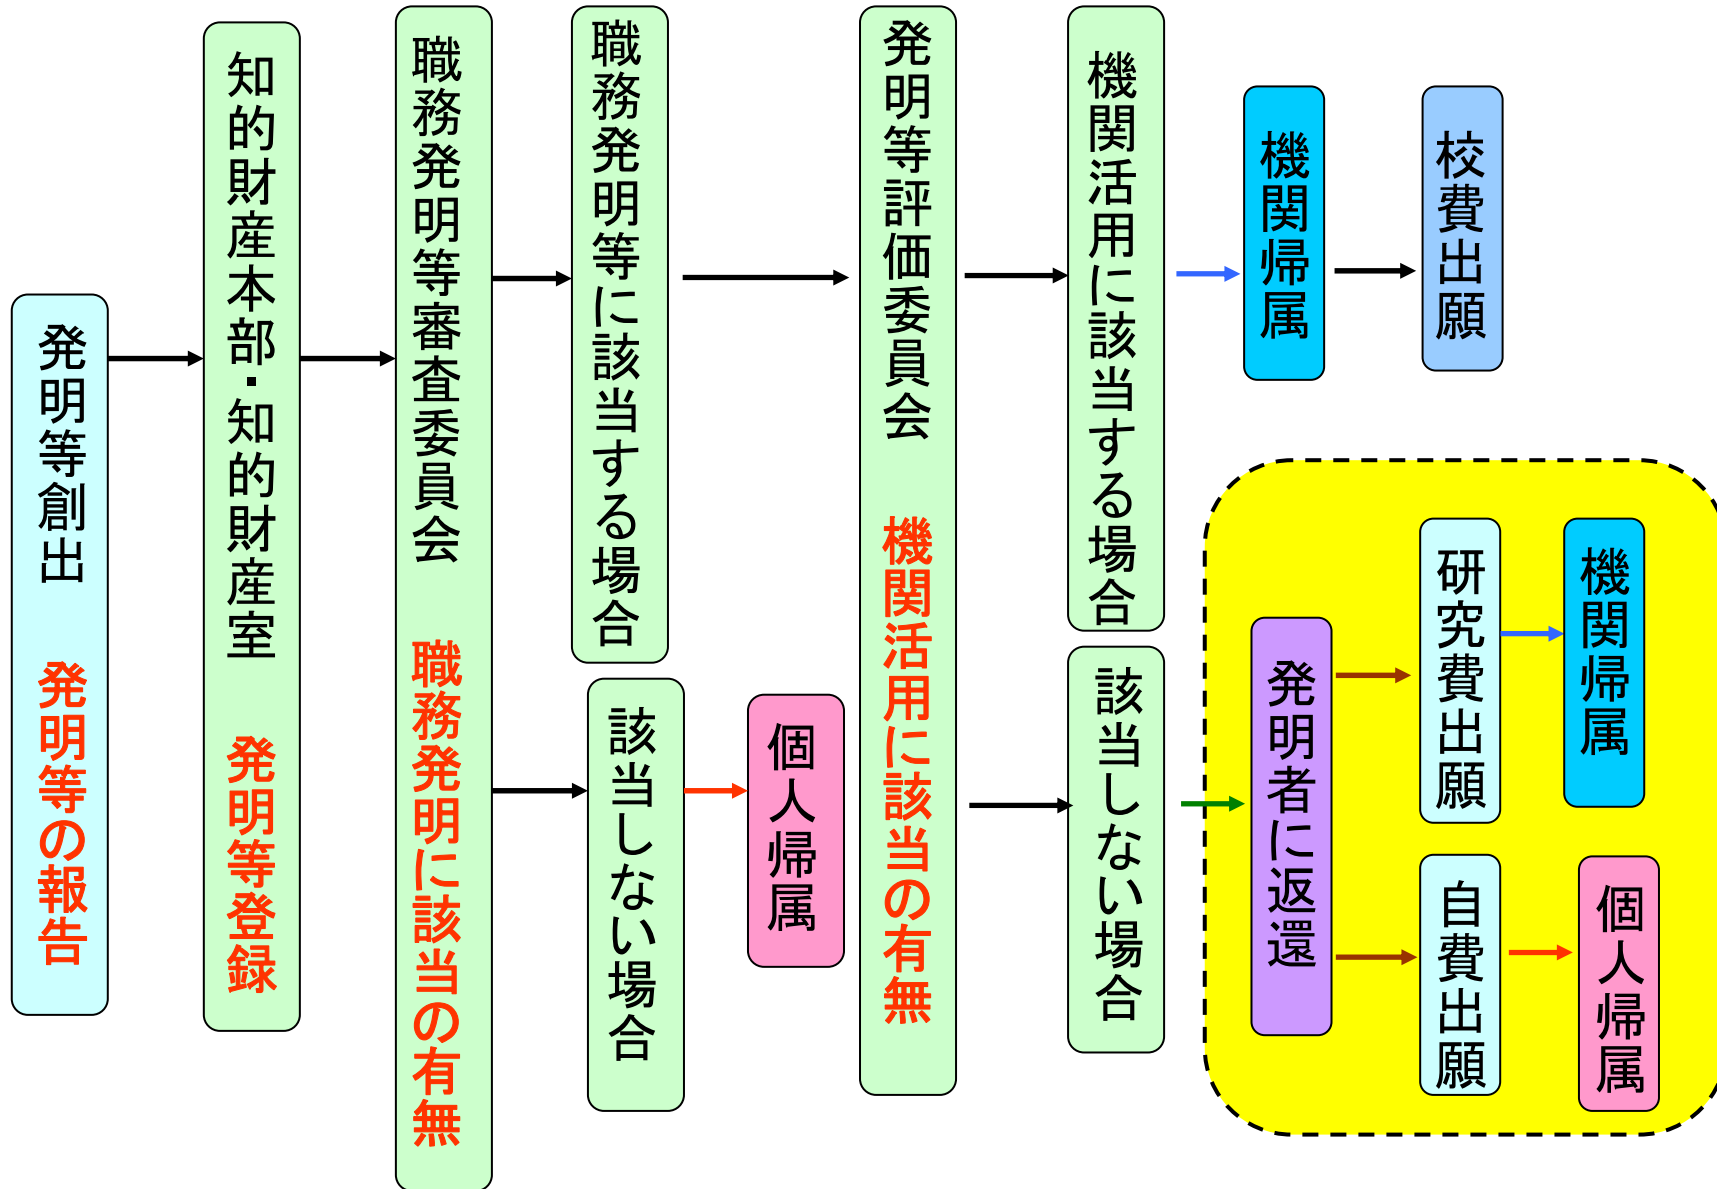 発明等創出　発明等の報告
知的財産本部・知的財産室　発明等登録
職務発明等審査委員会　職務発明に該当の有無
職務発明等に該当する場合
該当しない場合
個人帰属
発明等評価委員会　機関活用に該当の有無
機関活用に該当する場合
機関帰属
校費出願
該当しない場合
発明者に返還
研究費出願
機関帰属
自費出願
個人帰属